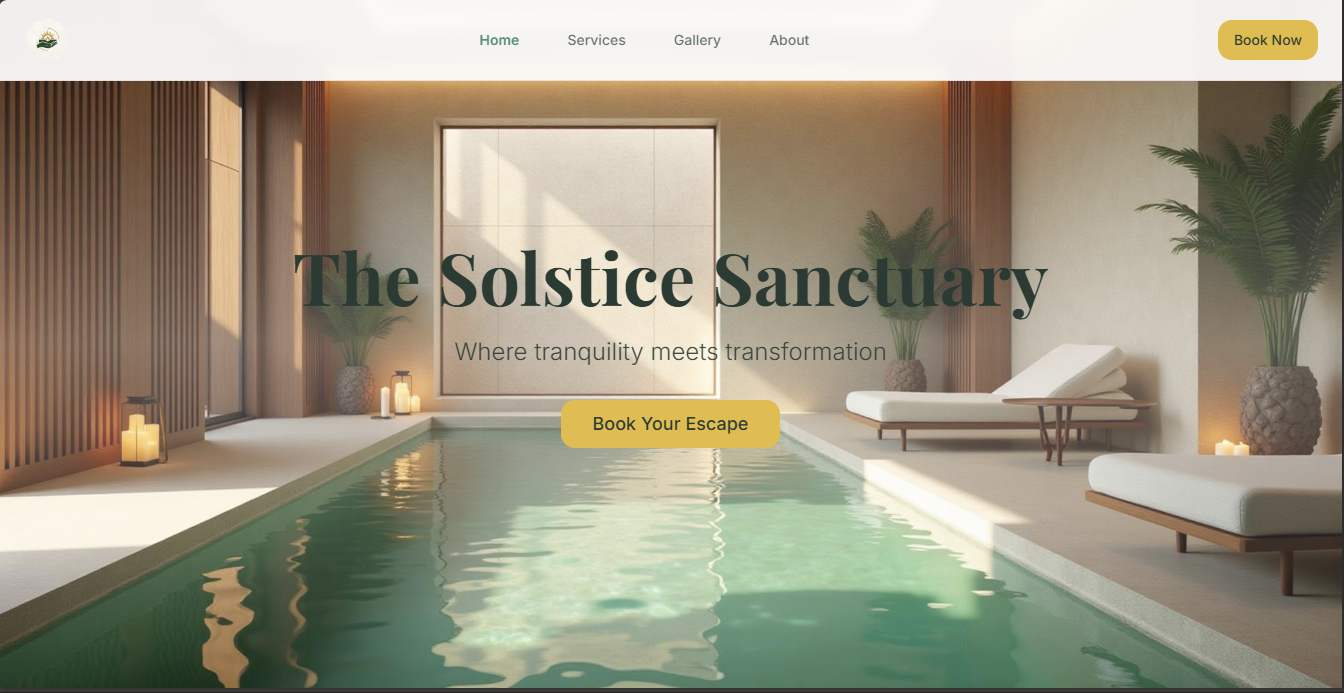 Home
Services
Gallery
About
Book Now
The Solstice Sanctuary
Where tranquility meets transformation
Book Your Escape